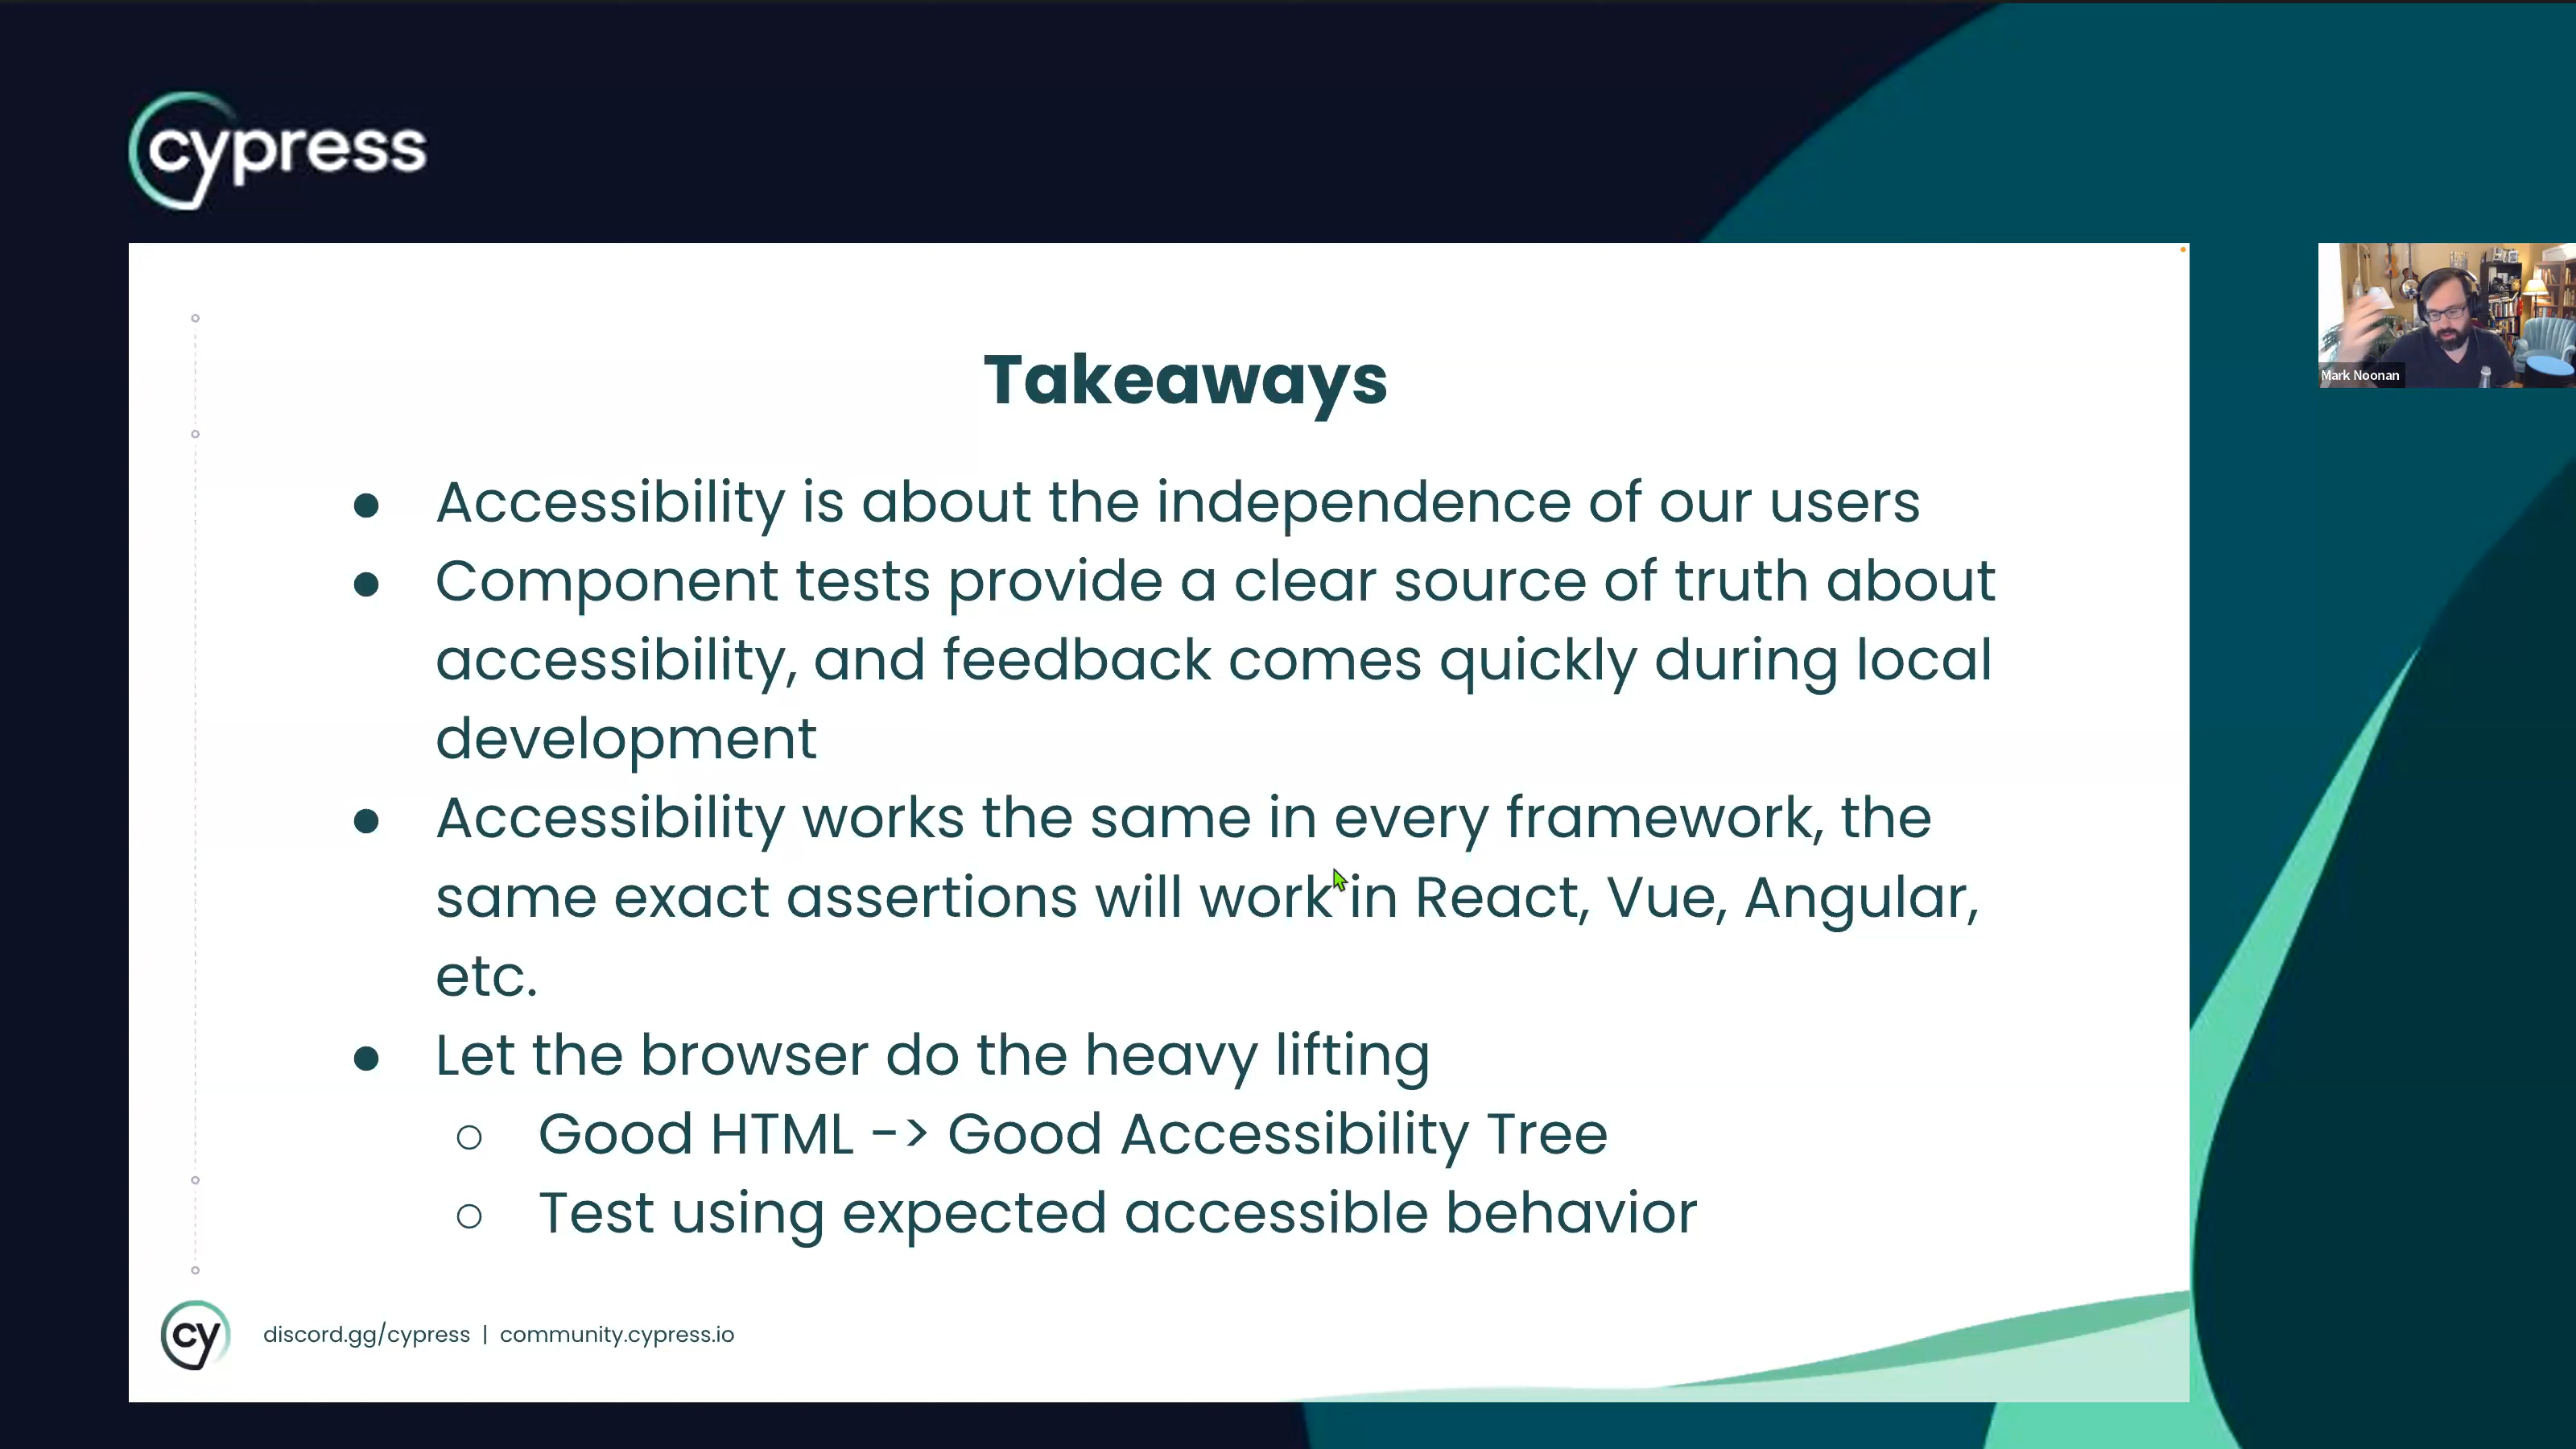 cypress
Takeaways
● Accessibility is about the independence of our users
● Component tests provide a clear source of truth about
accessibility, and feedback comes quickly during local
development
● Accessibility works the same in every framework, the
same exact assertions will work in React, Vue, Angular,
etc.
● Let the browser do the heavy lifting
○ Good HTML -> Good Accessibility Tree
○ Test using expected accessible behavior
cy discord.gg/cypress | community.cypress.io
Mark Noonan